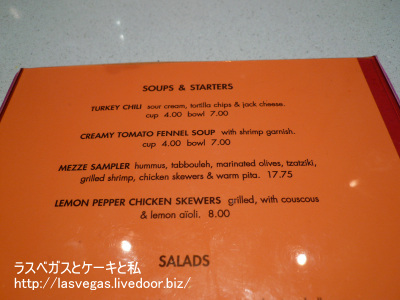 SOUPS & STARTERS
TURKEY CHILI sour cream, tortilla chips & jack cheese.
cup 4.00 bowl 7.00
CREAMY TOMATO FENNEL SOUP with shrimp garnish.
cup 4.00 bowl 7.00
MEZZE SAMPLER hummus, tabbouleh, marinated olives, tzatziki,
grilled shrimp, chicken skewers & warm pita. 17.75
LEMON PEPPER CHICKEN SKEWERS grilled, with couscous
& lemon aïoli. 8.00
SALADS
ラスベガスとケーキと私
http://lasvegas.livedoor.biz/